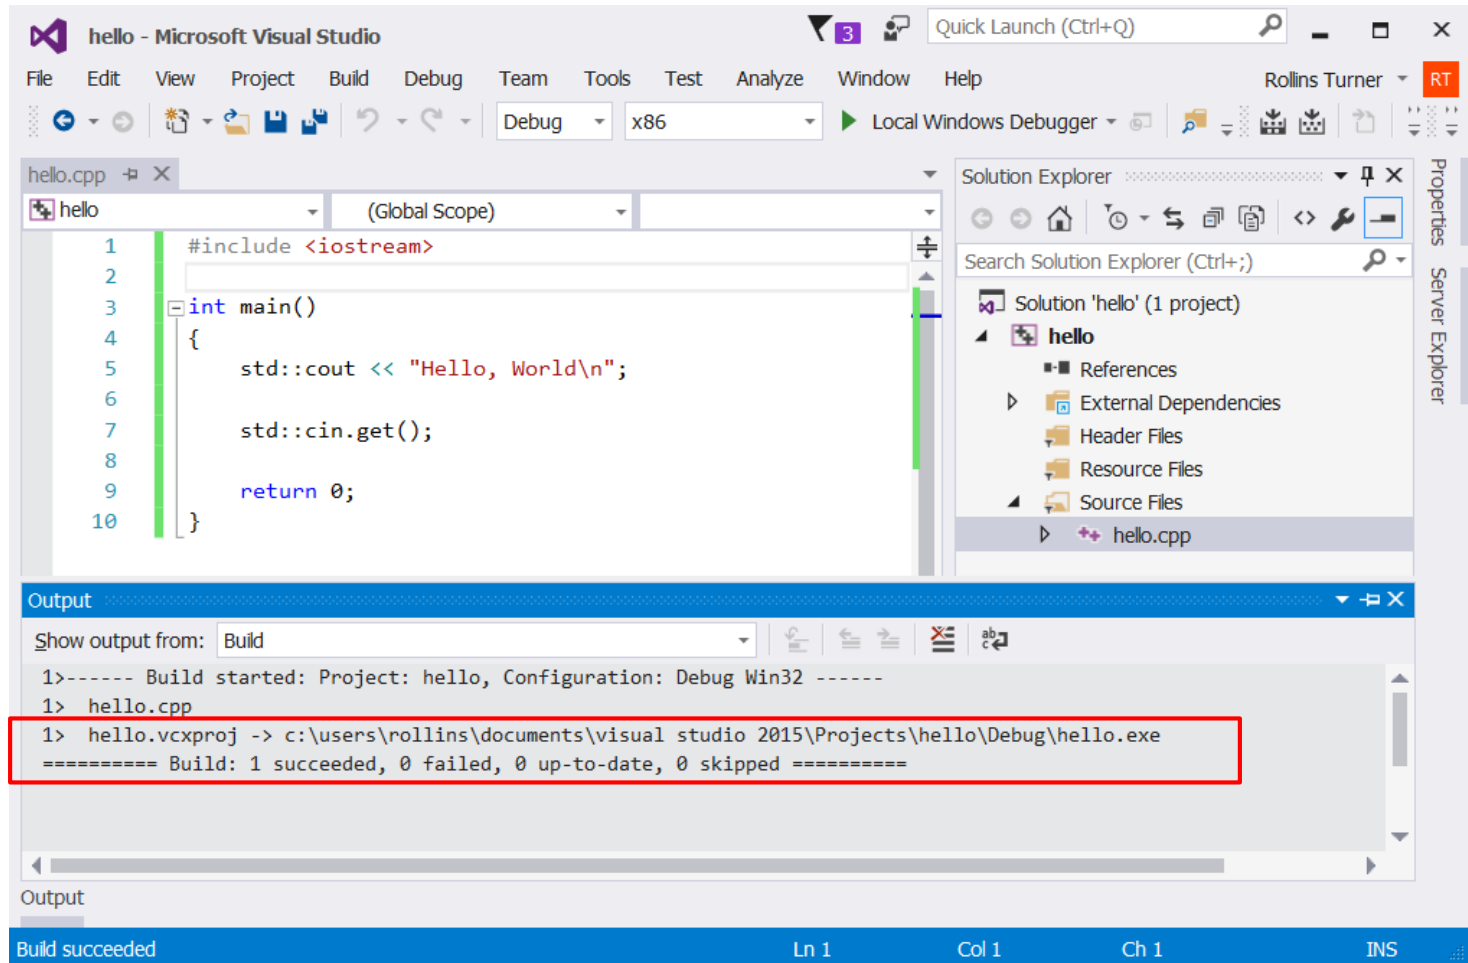 hello - Microsoft Visual Studio
3
Quick Launch (Ctrl+Q)
File Edit View Project Build Debug Team Tools Test Analyze Window Help
Rollins Turner
RT
Debug
x86
Local Windows Debugger
hello.cpp
hello
(Global Scope)
1 #include <iostream>
2
3 int main()
4 {
5 std::cout << "Hello, World\n";
6
7 std::cin.get();
8
9 return 0;
10 }
Solution Explorer
Search Solution Explorer (Ctrl+;)
Solution 'hello' (1 project)
hello
References
External Dependencies
Header Files
Resource Files
Source Files
hello.cpp
Properties
Server Explorer
Output
Show output from: Build
1>------ Build started: Project: hello, Configuration: Debug Win32 ------
1> hello.cpp
1> hello.vcxproj -> c:\users\rollins\documents\visual studio 2015\Projects\hello\Debug\hello.exe
========== Build: 1 succeeded, 0 failed, 0 up-to-date, 0 skipped ==========
Output
Build succeeded
Ln 1
Col 1
Ch 1
INS